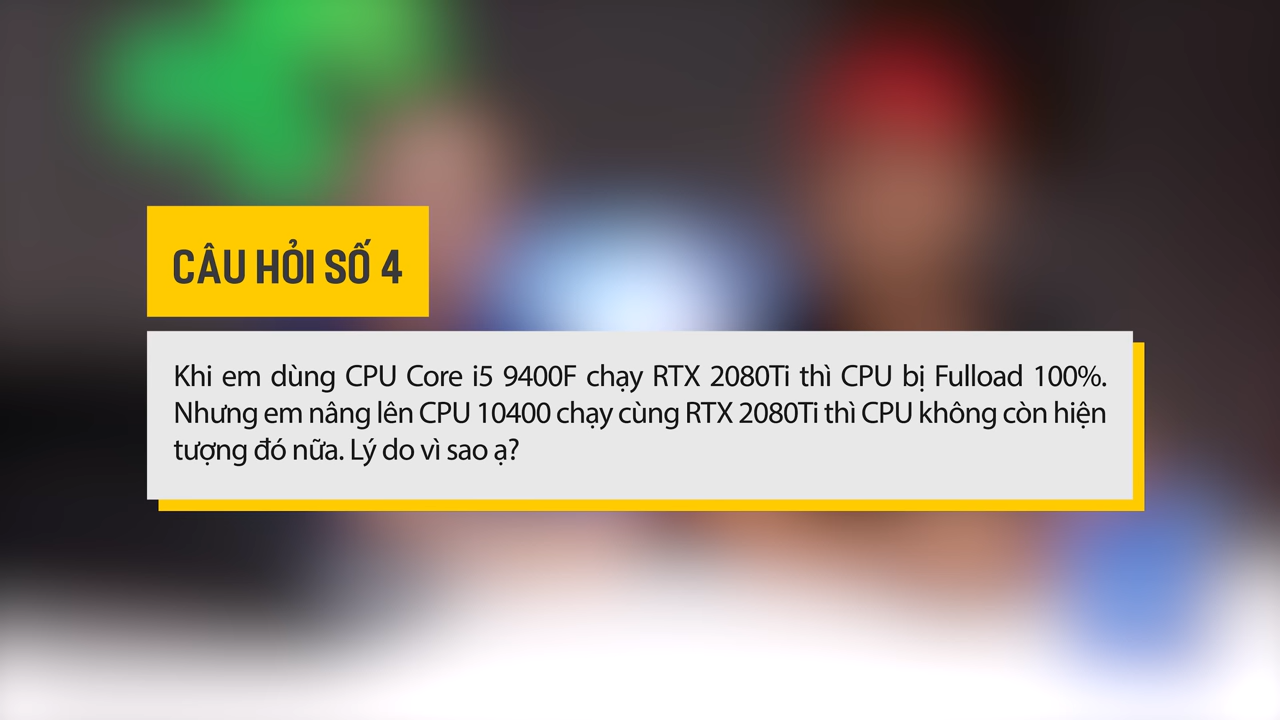 CÂU HỎI SỐ 4
Khi em dùng CPU Core i5 9400F chạy RTX 2080Ti thì CPU bị Fulload 100%.
Nhưng em nâng lên CPU 10400 chạy cùng RTX 2080Ti thì CPU không còn hiện
tượng đó nữa. Lý do vì sao ạ?